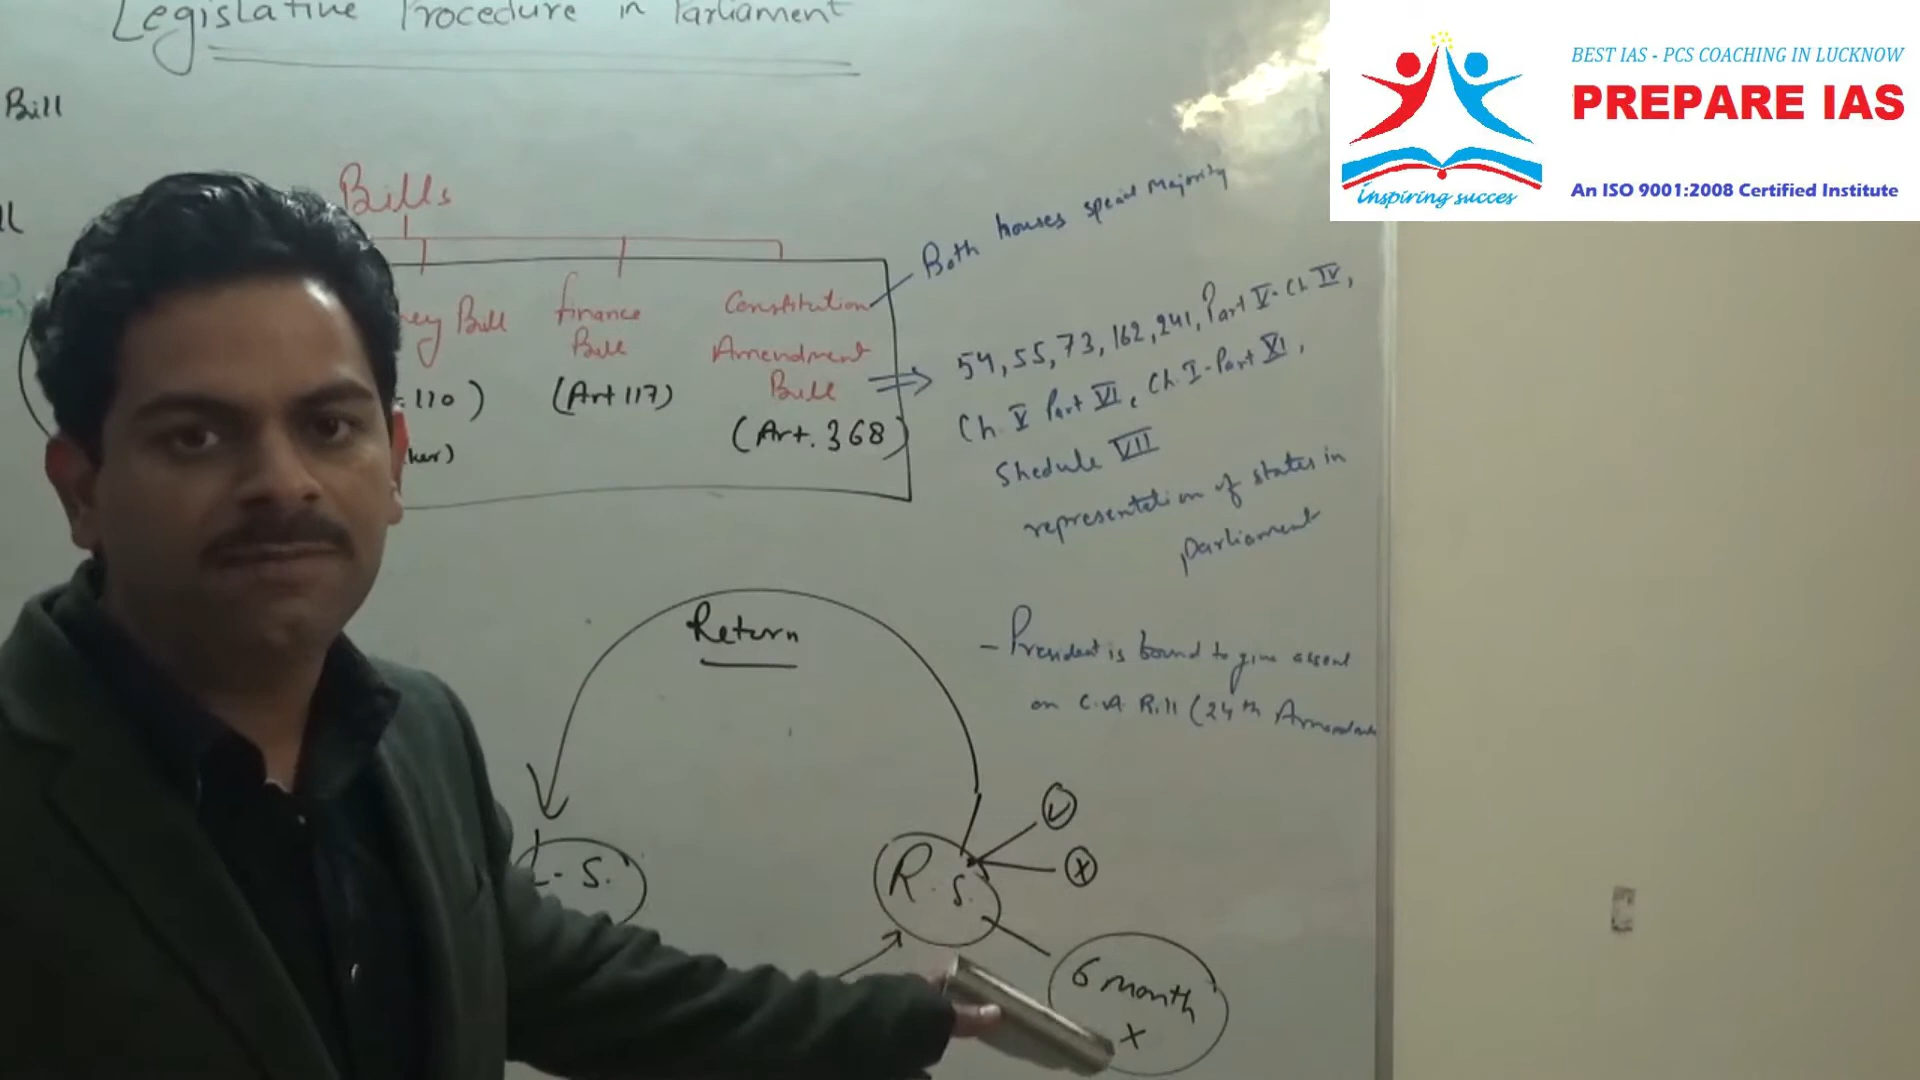 Legislative Procedure in Parliament
BEST IAS - PCS COACHING IN LUCKNOW
PREPARE IAS
inspiring succes
An ISO 9001:2008 Certified Institute
Bill
Bills
Both houses special Majority
ney Bill
finance
Bill
Constitution
Amendment
Bill
.110)
(Art 117)
(Art. 368)
ker)
54, 55, 73, 162, 241, Part V - Ch IV,
Ch. V Part VI, Ch. I - Part XI,
Shedule VII
representation of states in
parliament
Return
- President is bound to give assent
on C.A. Bill (24th Amendment
L.S.
R.S.
6 month
X